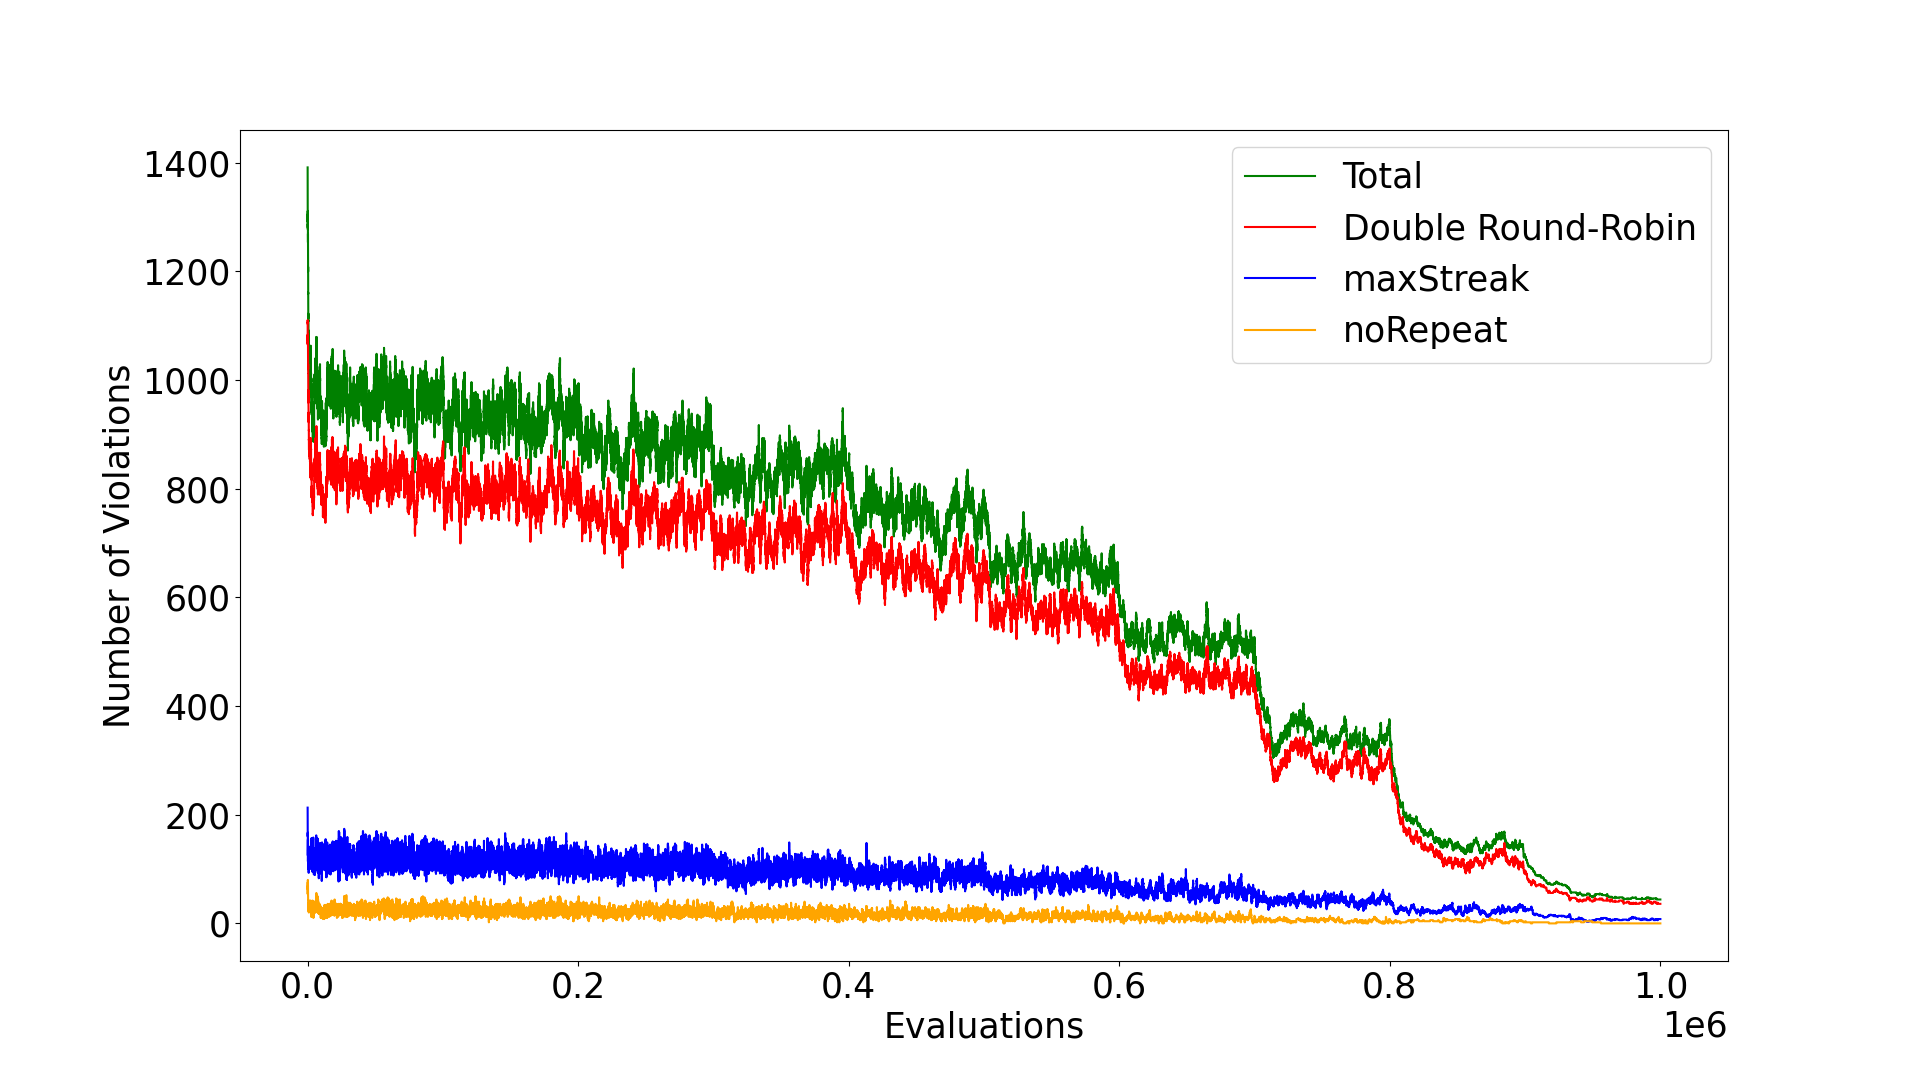 Number of Violations
1400
1200
1000
800
600
400
200
0
Total
Double Round-Robin
maxStreak
noRepeat
0.0 0.2 0.4 0.6 0.8 1.0
Evaluations
1e6